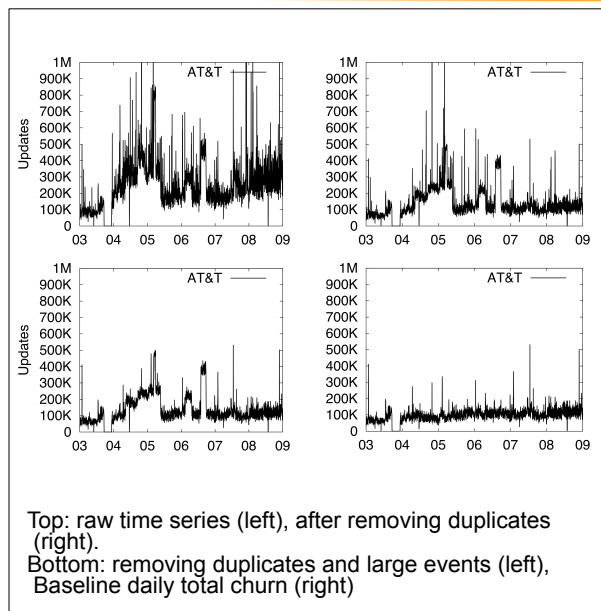 1M
900K
800K
700K
600K
500K
400K
300K
200K
100K
0
Updates
AT&T
03 04 05 06 07 08 09
1M
900K
800K
700K
600K
500K
400K
300K
200K
100K
0
AT&T
03 04 05 06 07 08 09
1M
900K
800K
700K
600K
500K
400K
300K
200K
100K
0
Updates
AT&T
03 04 05 06 07 08 09
1M
900K
800K
700K
600K
500K
400K
300K
200K
100K
0
AT&T
03 04 05 06 07 08 09
Top: raw time series (left), after removing duplicates
(right).
Bottom: removing duplicates and large events (left),
Baseline daily total churn (right)